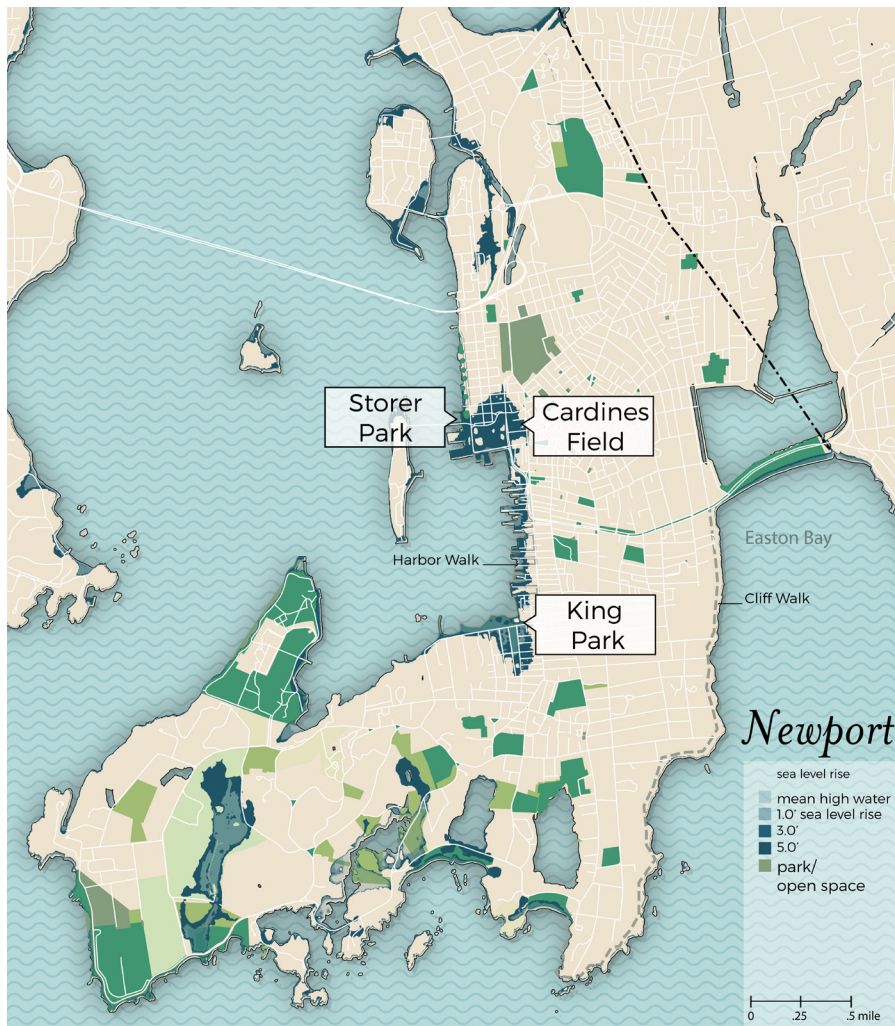 Storer
Park
Cardines
Field
Easton Bay
Harbor Walk
Cliff Walk
King
Park
Newport
sea level rise
mean high water
1.0' sea level rise
3.0'
5.0'
park/
open space
0 .25 .5 mile